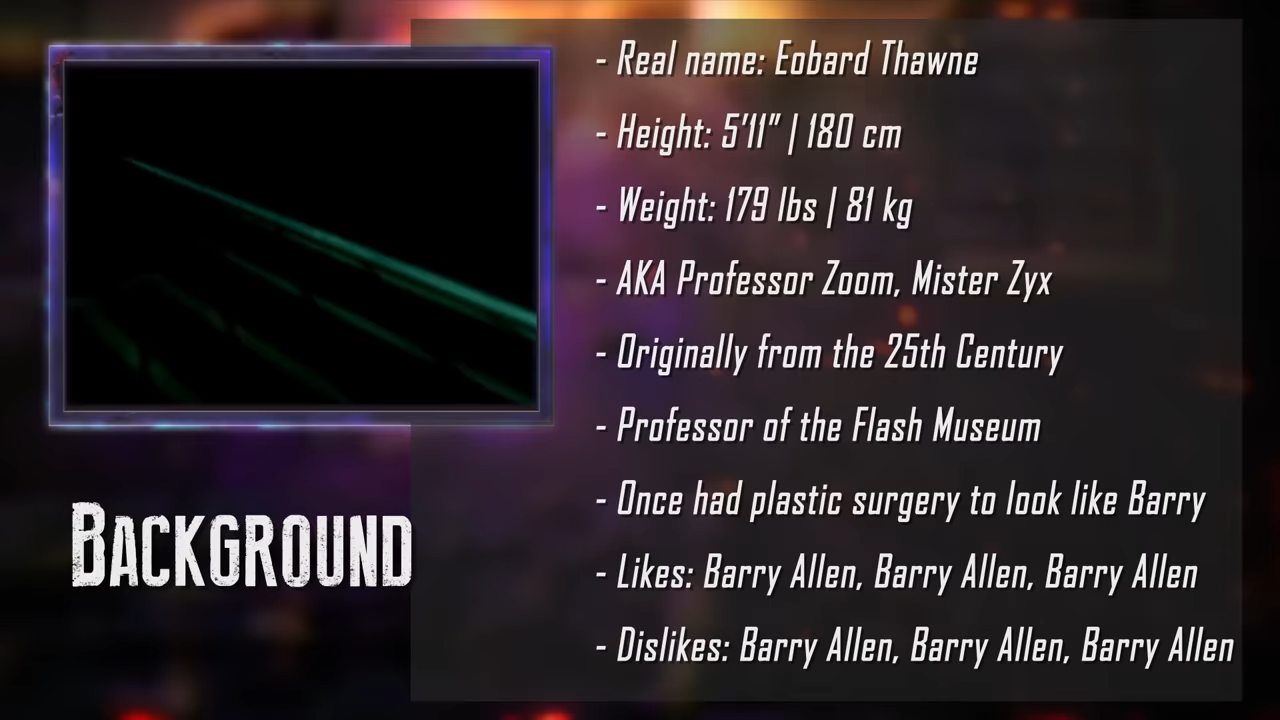 - Real name: Eobard Thawne
- Height: 5'11" | 180 cm
- Weight: 179 lbs | 81 kg
- AKA Professor Zoom, Mister Zyx
- Originally from the 25th Century
- Professor of the Flash Museum
- Once had plastic surgery to look like Barry
- Likes: Barry Allen, Barry Allen, Barry Allen
- Dislikes: Barry Allen, Barry Allen, Barry Allen
Background